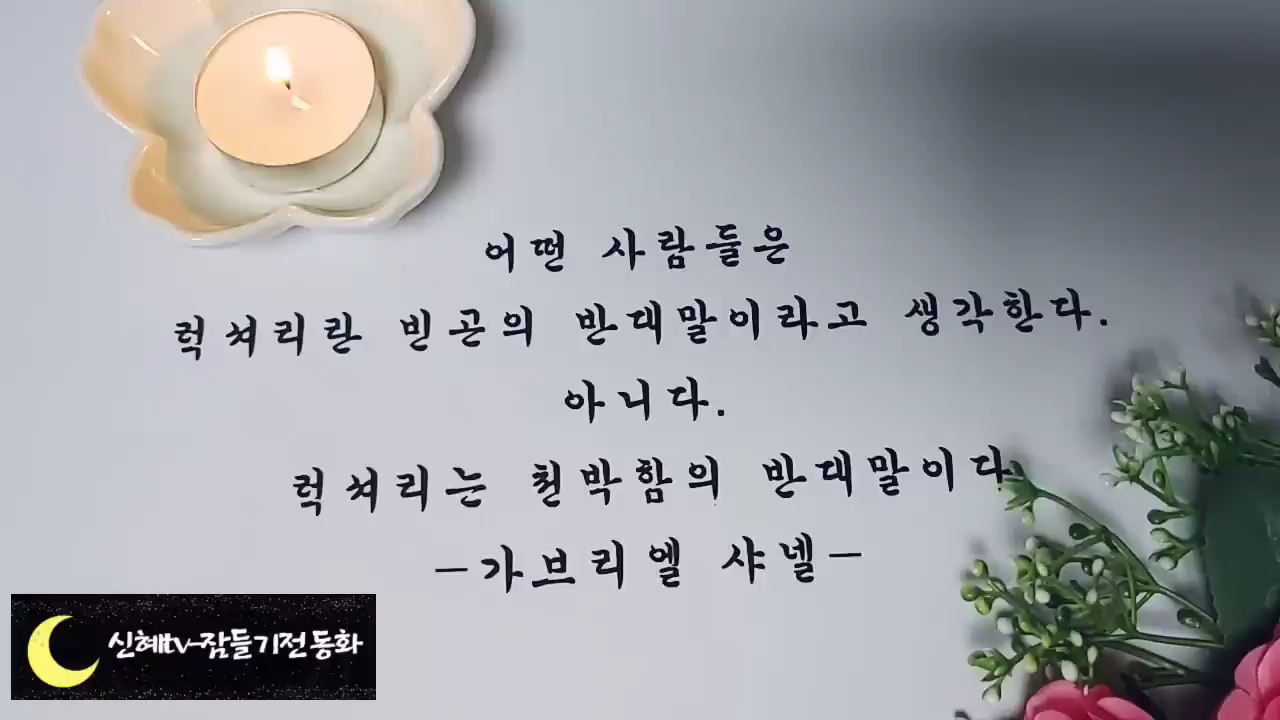 어떤 사람들은
럭셔리란 빈곤의 반대말이라고 생각한다.
아니다.
럭셔리는 천박함의 반대말이다.
-가브리엘 샤넬-
신혜tv-잠들기전 동화